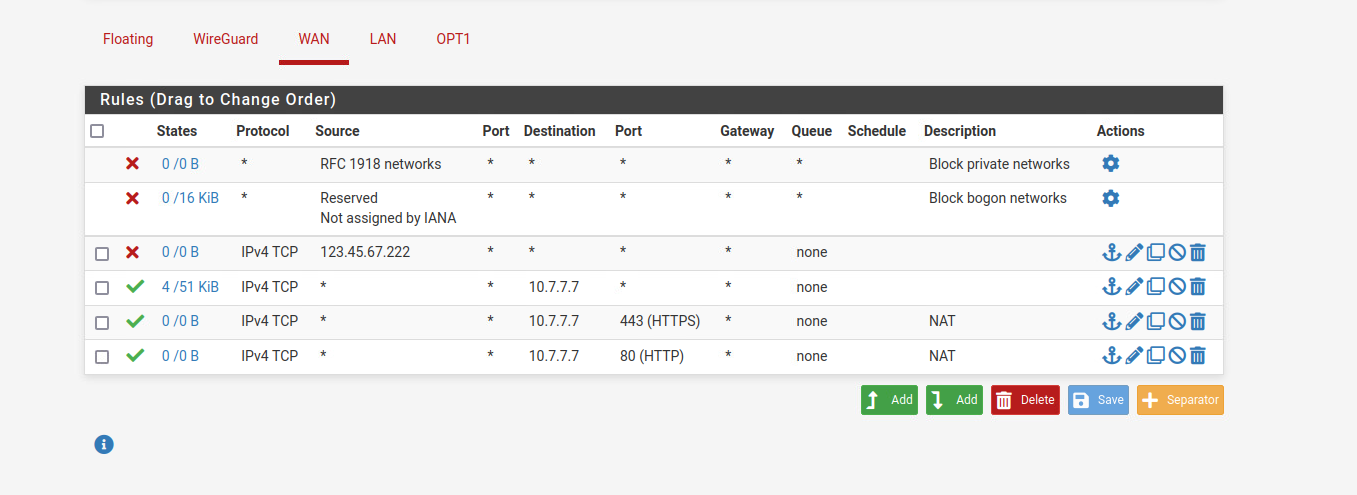 Floating WireGuard WAN LAN OPT1
Rules (Drag to Change Order)
States Protocol Source Port Destination Port Gateway Queue Schedule Description Actions
0 /0 B * RFC 1918 networks * * * * * Block private networks
0 /16 KiB * Reserved * * * * * Block bogon networks
Not assigned by IANA
0 /0 B IPv4 TCP 123.45.67.222 * * * * none
4 /51 KiB IPv4 TCP * * 10.7.7.7 * * none
0 /0 B IPv4 TCP * * 10.7.7.7 443 (HTTPS) * none NAT
0 /0 B IPv4 TCP * * 10.7.7.7 80 (HTTP) * none NAT
Add Add Delete Save Separator